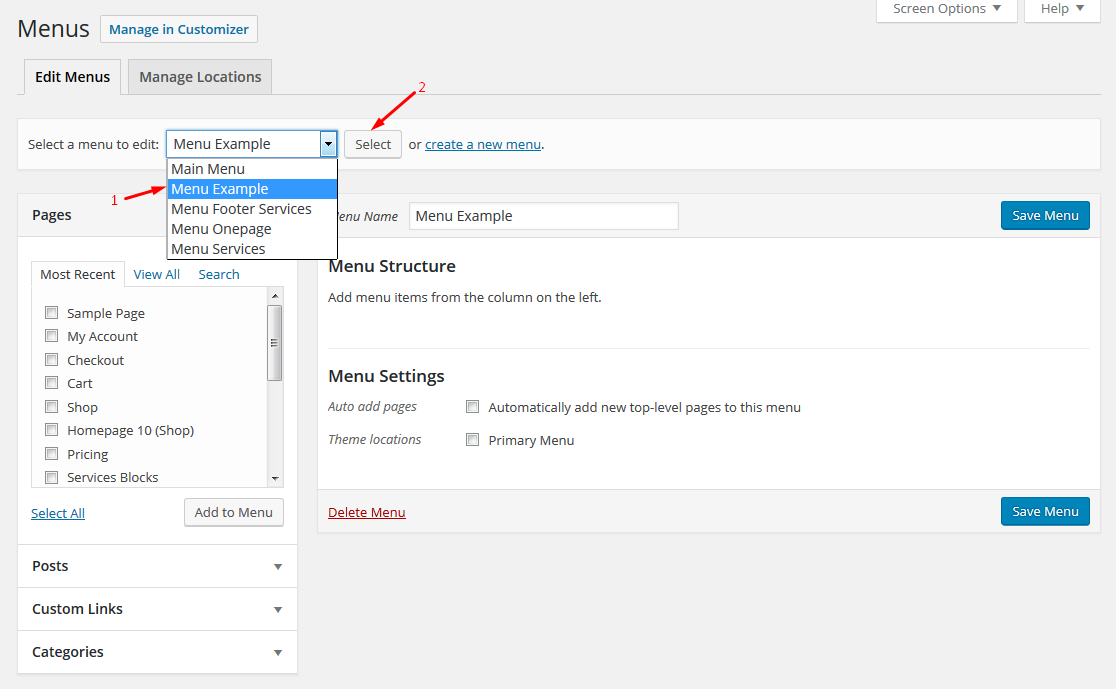 Menus Manage in Customizer Screen Options ▼ Help ▼
Edit Menus Manage Locations
2
Select a menu to edit: Menu Example Select or create a new menu.
Main Menu
1 Menu Example
Menu Footer Services
Menu Onepage
Menu Services
Pages
enu Name Menu Example Save Menu
Most Recent View All Search
Sample Page
My Account
Checkout
Cart
Shop
Homepage 10 (Shop)
Pricing
Services Blocks
Select All Add to Menu
Posts
Custom Links
Categories
Menu Structure
Add menu items from the column on the left.
Menu Settings
Auto add pages Automatically add new top-level pages to this menu
Theme locations Primary Menu
Delete Menu Save Menu